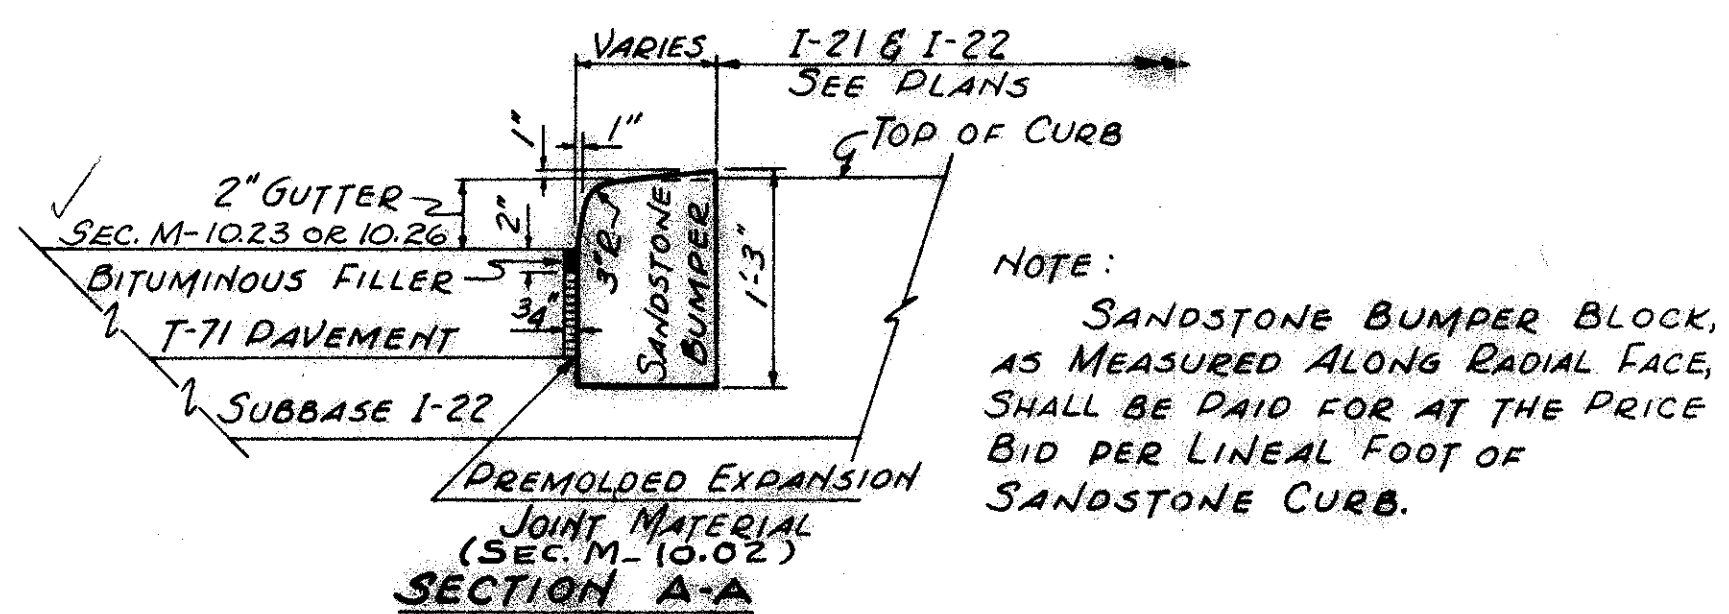 VARIES
I-21 & I-22
SEE PLANS
1"
1"
TOP OF CURB
2" GUTTER
SEC. M-10.23 OR 10.26
2"
BITUMINOUS FILLER
3"R
SANDSTONE
BUMPER
1'-3"
3/4"
T-71 PAVEMENT
SUBBASE I-22
PREMOLDED EXPANSION
JOINT MATERIAL
(SEC. M-10.02)
SECTION A-A
NOTE:
SANDSTONE BUMPER BLOCK,
AS MEASURED ALONG RADIAL FACE,
SHALL BE PAID FOR AT THE PRICE
BID PER LINEAL FOOT OF
SANDSTONE CURB.